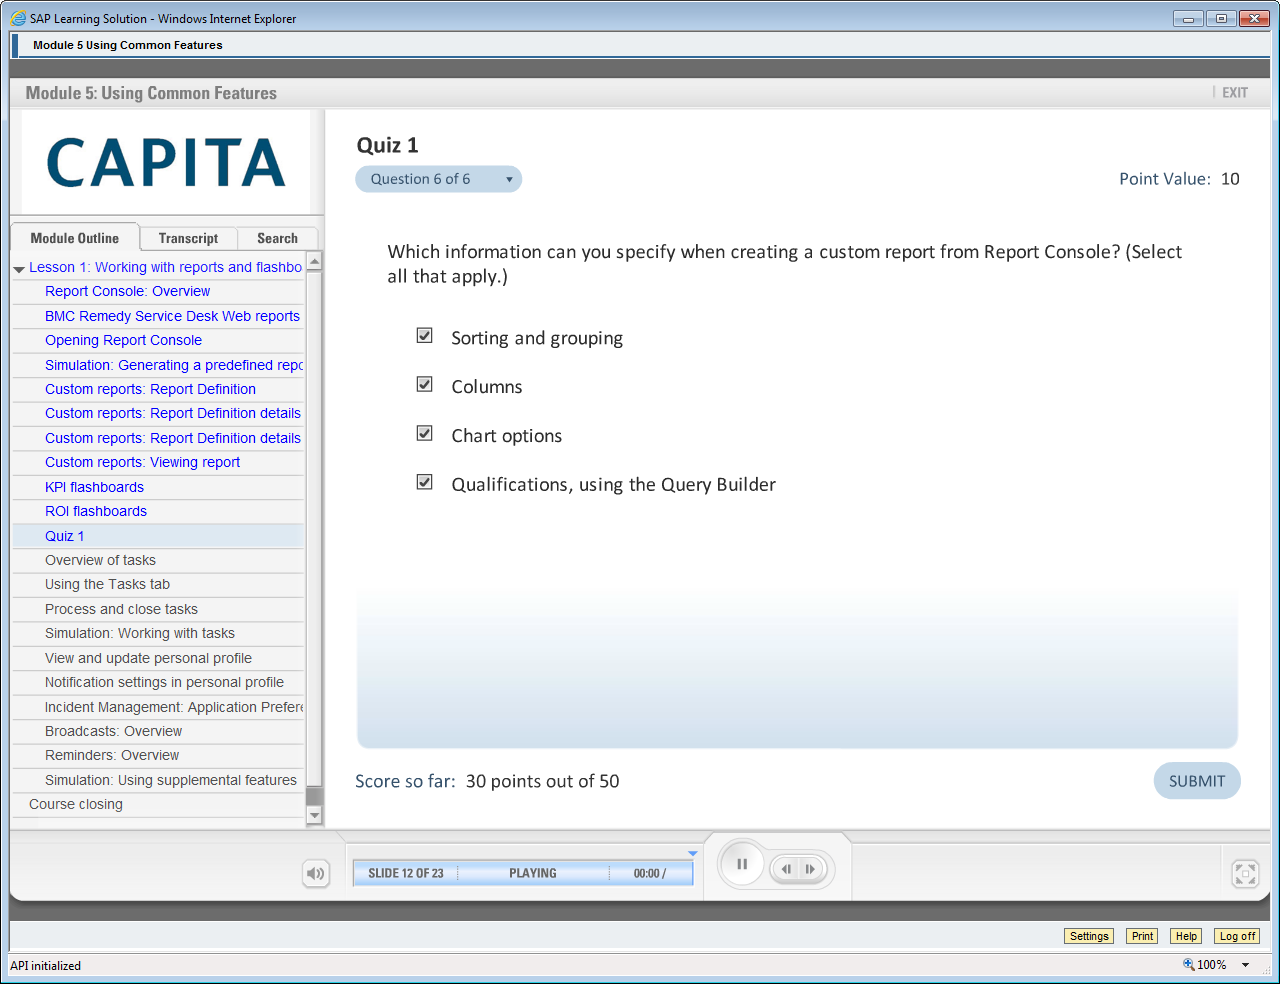 SAP Learning Solution - Windows Internet Explorer
Module 5 Using Common Features
Module 5: Using Common Features
EXIT
CAPITA
Module Outline
Transcript
Search
Lesson 1: Working with reports and flashbo
Report Console: Overview
BMC Remedy Service Desk Web reports
Opening Report Console
Simulation: Generating a predefined repo
Custom reports: Report Definition
Custom reports: Report Definition details
Custom reports: Report Definition details
Custom reports: Viewing report
KPI flashboards
ROI flashboards
Quiz 1
Overview of tasks
Using the Tasks tab
Process and close tasks
Simulation: Working with tasks
View and update personal profile
Notification settings in personal profile
Incident Management: Application Prefere
Broadcasts: Overview
Reminders: Overview
Simulation: Using supplemental features
Course closing
Quiz 1
Question 6 of 6
Point Value: 10
Which information can you specify when creating a custom report from Report Console? (Select
all that apply.)
Sorting and grouping
Columns
Chart options
Qualifications, using the Query Builder
Score so far: 30 points out of 50
SUBMIT
SLIDE 12 OF 23
PLAYING
00:00 /
Settings
Print
Help
Log off
API initialized
100%